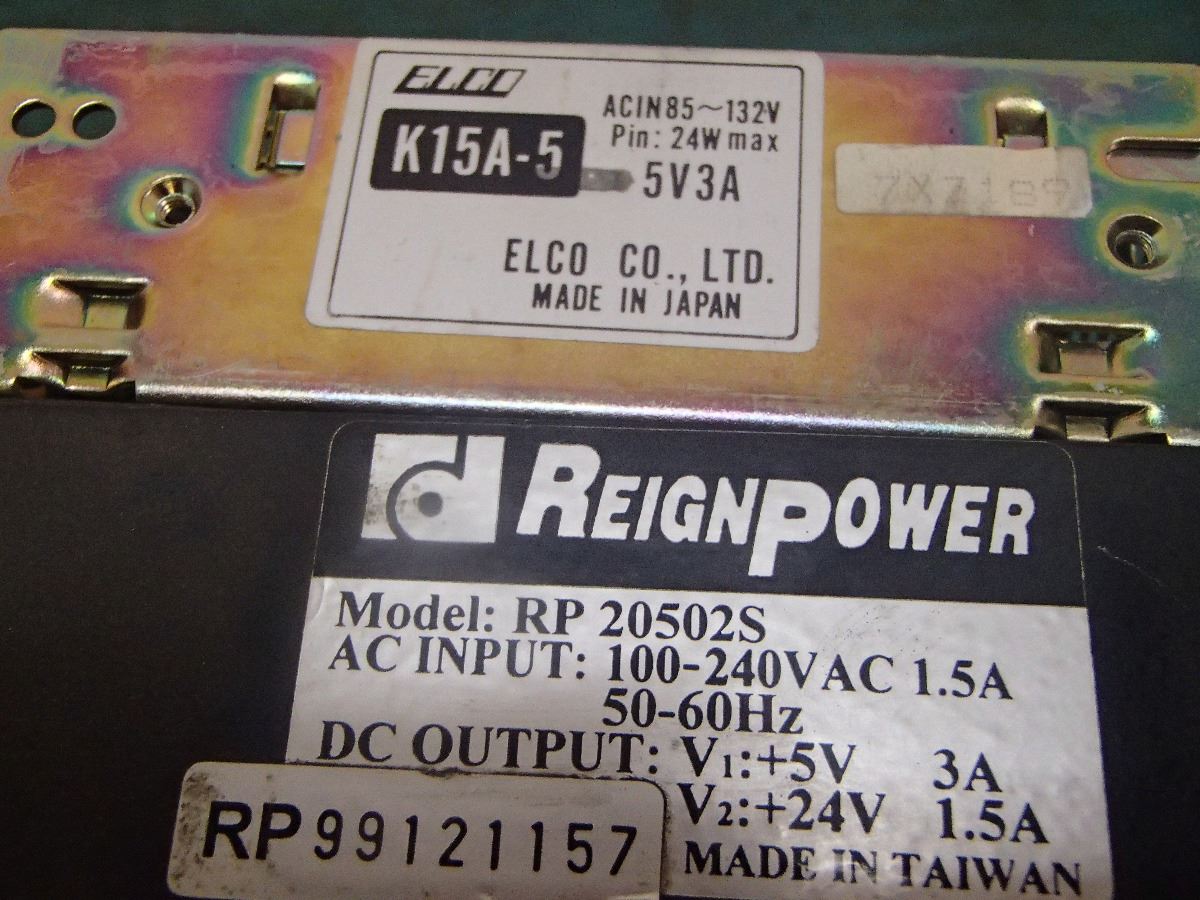 ELCO
K15A-5
ACIN85～132V
Pin: 24Wmax
5V3A
ELCO CO., LTD.
MADE IN JAPAN
7X7189
REIGNPOWER
Model: RP 20502S
AC INPUT: 100-240VAC 1.5A
50-60Hz
DC OUTPUT: V1:+5V 3A
V2:+24V 1.5A
MADE IN TAIWAN
RP99121157